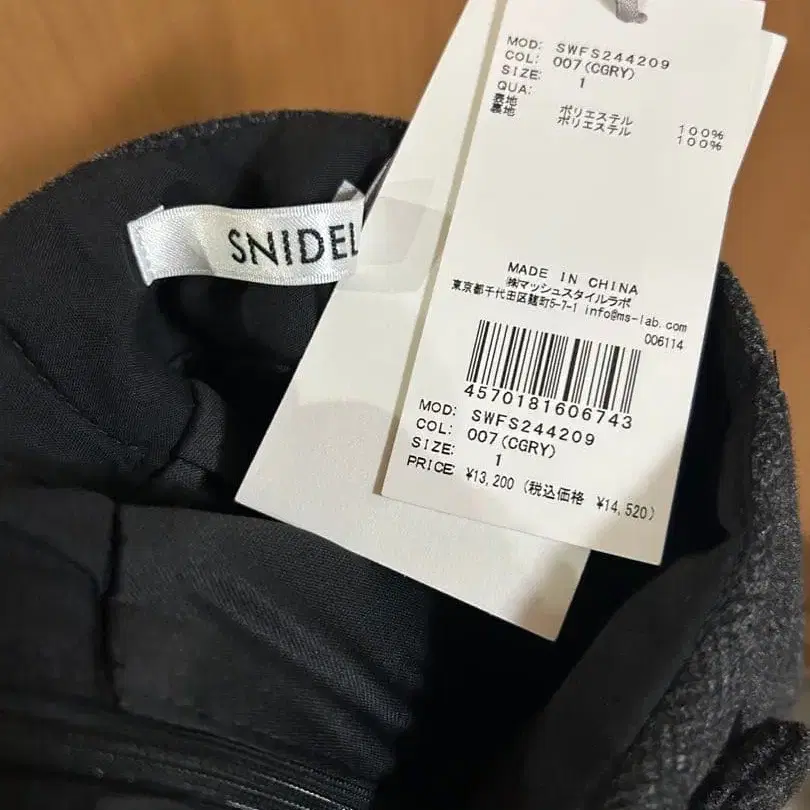 SNIDEL
MOD: SWFS244209
COL: 007(CGRY)
SIZE: 1
QUA:
表地 ポリエステル 100%
裏地 ポリエステル 100%
MADE IN CHINA
㈱マッシュスタイルラボ
東京都千代田区麹町5-7-1 info@ms-lab.com
006114
4570181606743
MOD: SWFS244209
COL: 007(CGRY)
SIZE: 1
PRICE: ¥13,200 (税込価格 ¥14,520)